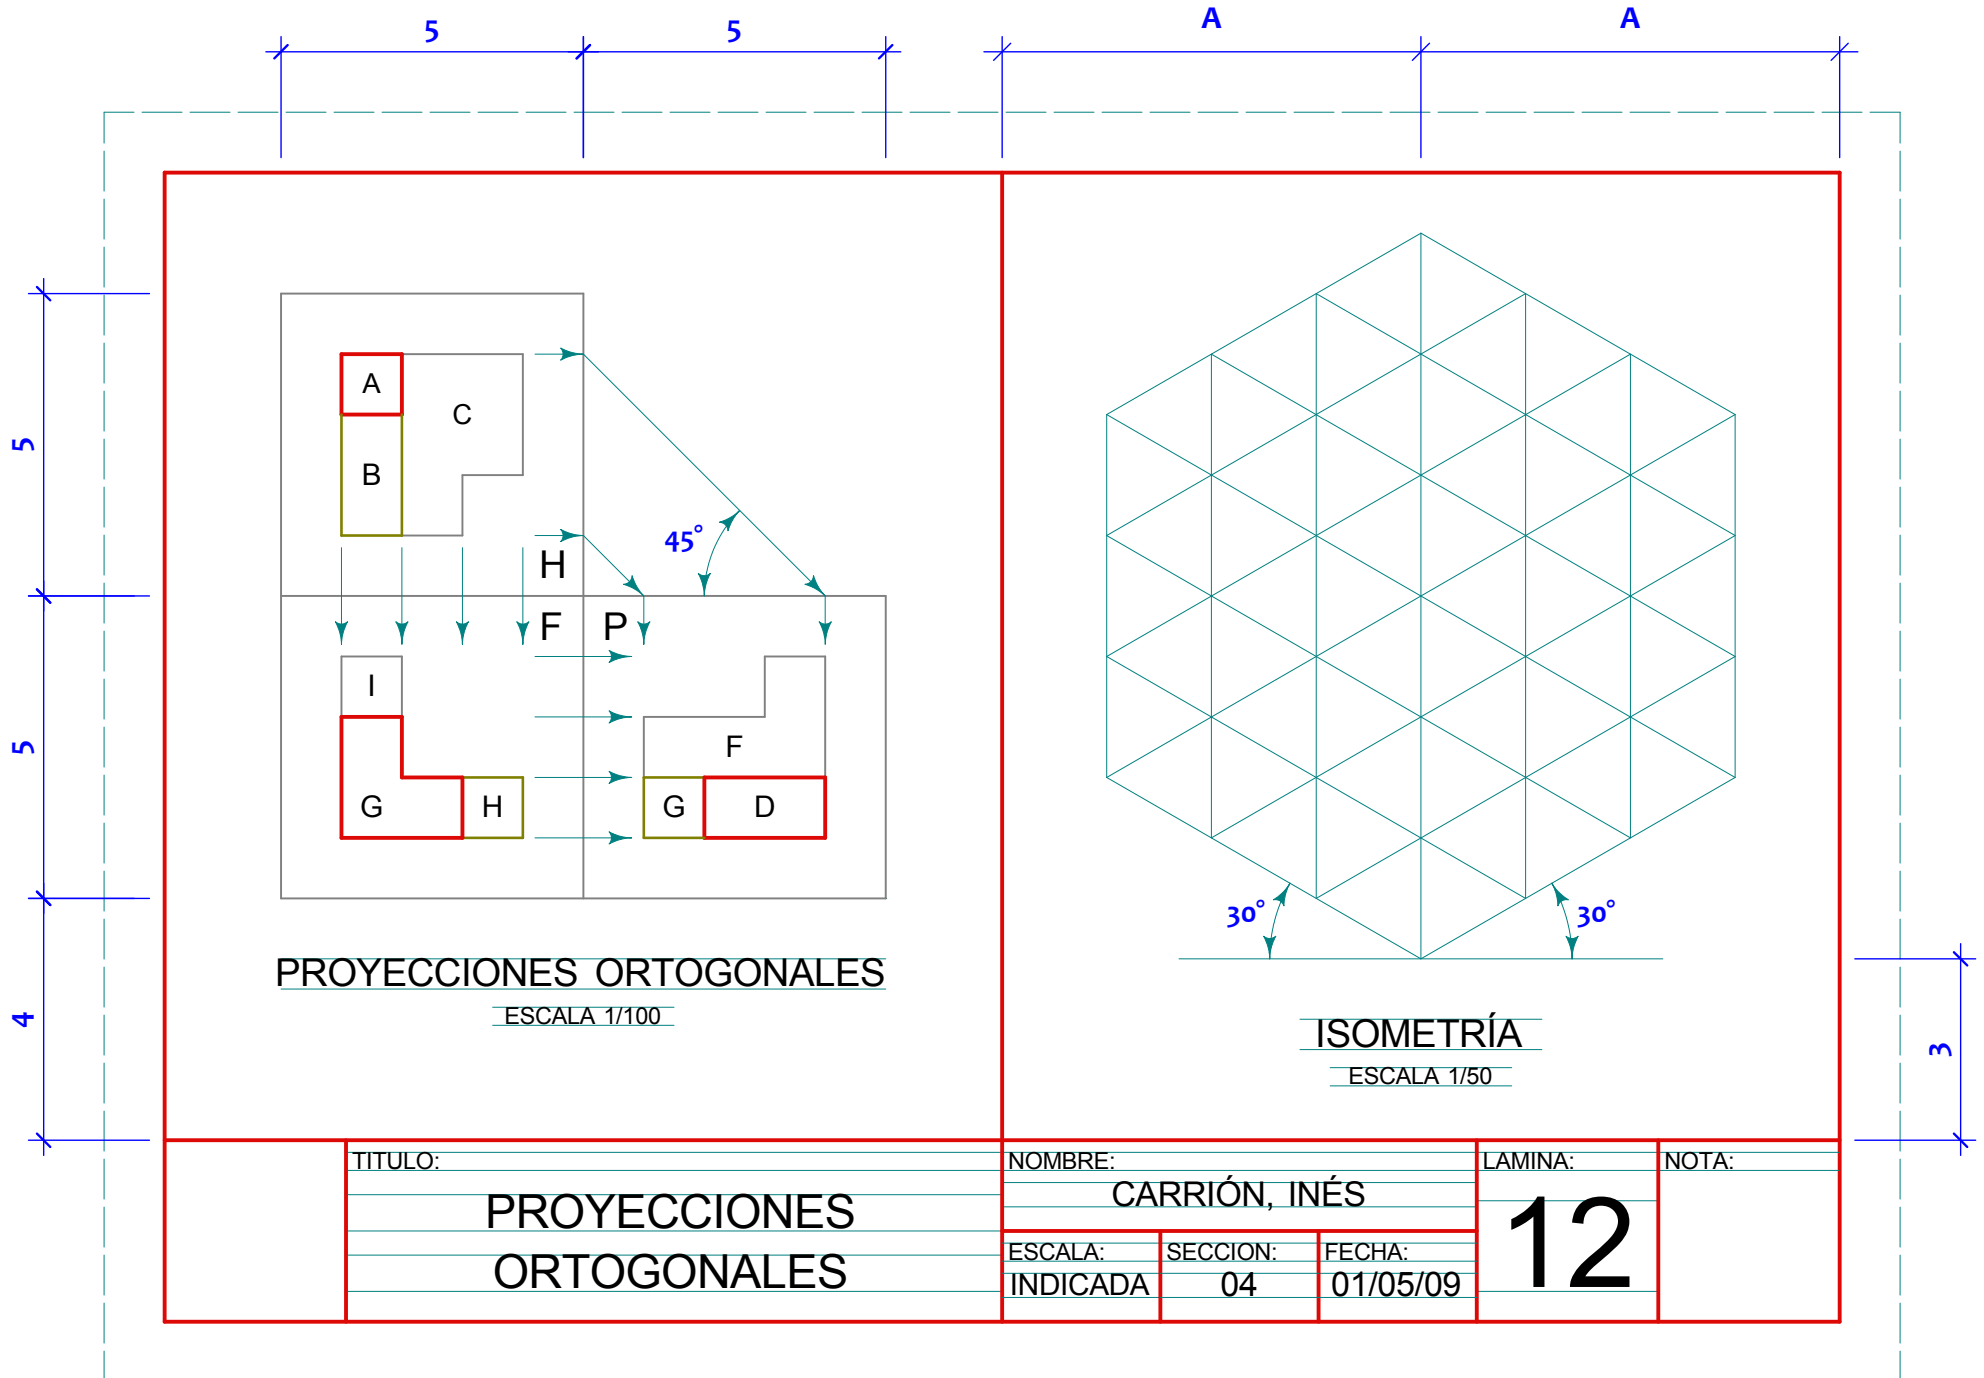 5 5 A A
5
A
C
B
45°
H
F P
I
F
5
G H G D
30° 30°
PROYECCIONES ORTOGONALES
ESCALA 1/100
4
ISOMETRÍA
ESCALA 1/50
3
TITULO:
PROYECCIONES
ORTOGONALES
NOMBRE:
CARRIÓN, INÉS
ESCALA:
INDICADA
SECCION:
04
FECHA:
01/05/09
LAMINA:
12
NOTA: